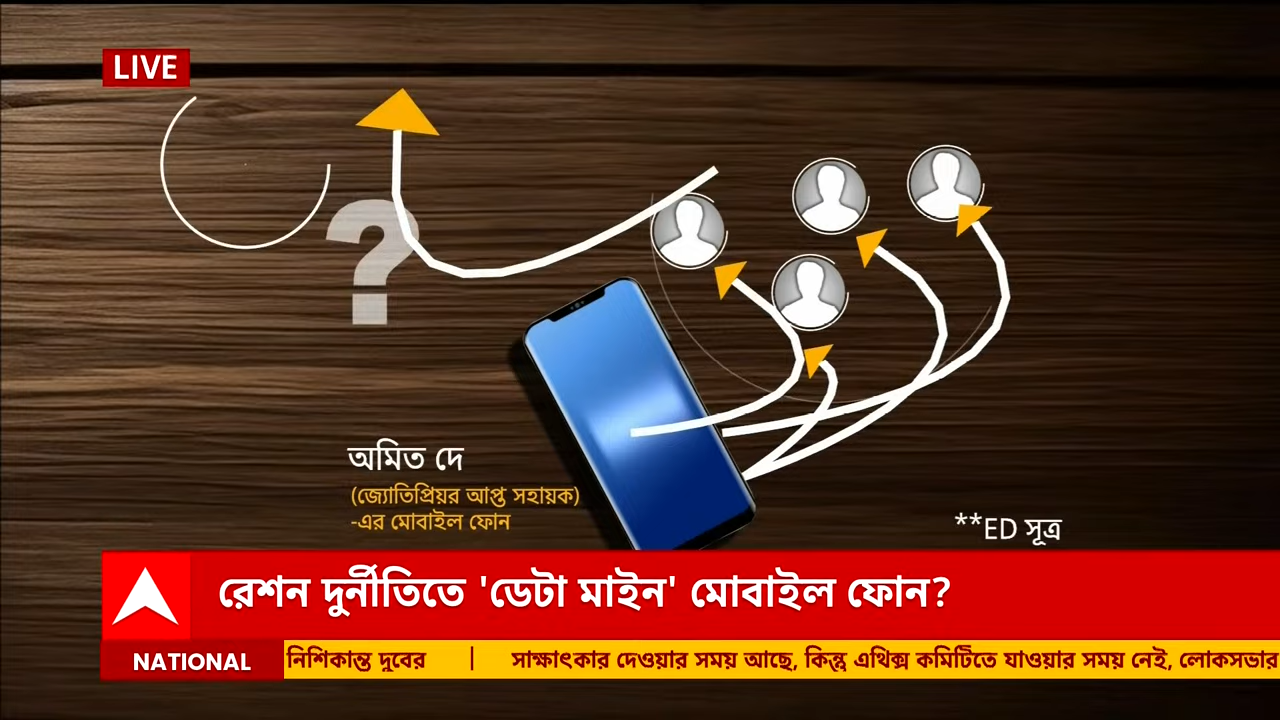 LIVE
?
অমিত দে
(জ্যোতিপ্রিয়র আপ্ত সহায়ক)
-এর মোবাইল ফোন
**ED সূত্র
রেশন দুর্নীতিতে 'ডেটা মাইন' মোবাইল ফোন?
NATIONAL
নিশিকান্ত দুবের | সাক্ষাৎকার দেওয়ার সময় আছে, কিন্তু এথিক্স কমিটিতে যাওয়ার সময় নেই, লোকসভার